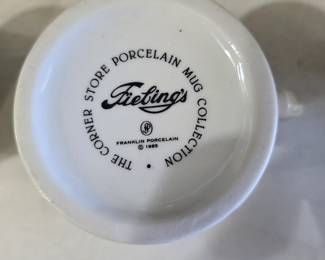 THE CORNER STORE PORCELAIN MUG COLLECTION •
Fiebing's
FRANKLIN PORCELAIN
© 1985